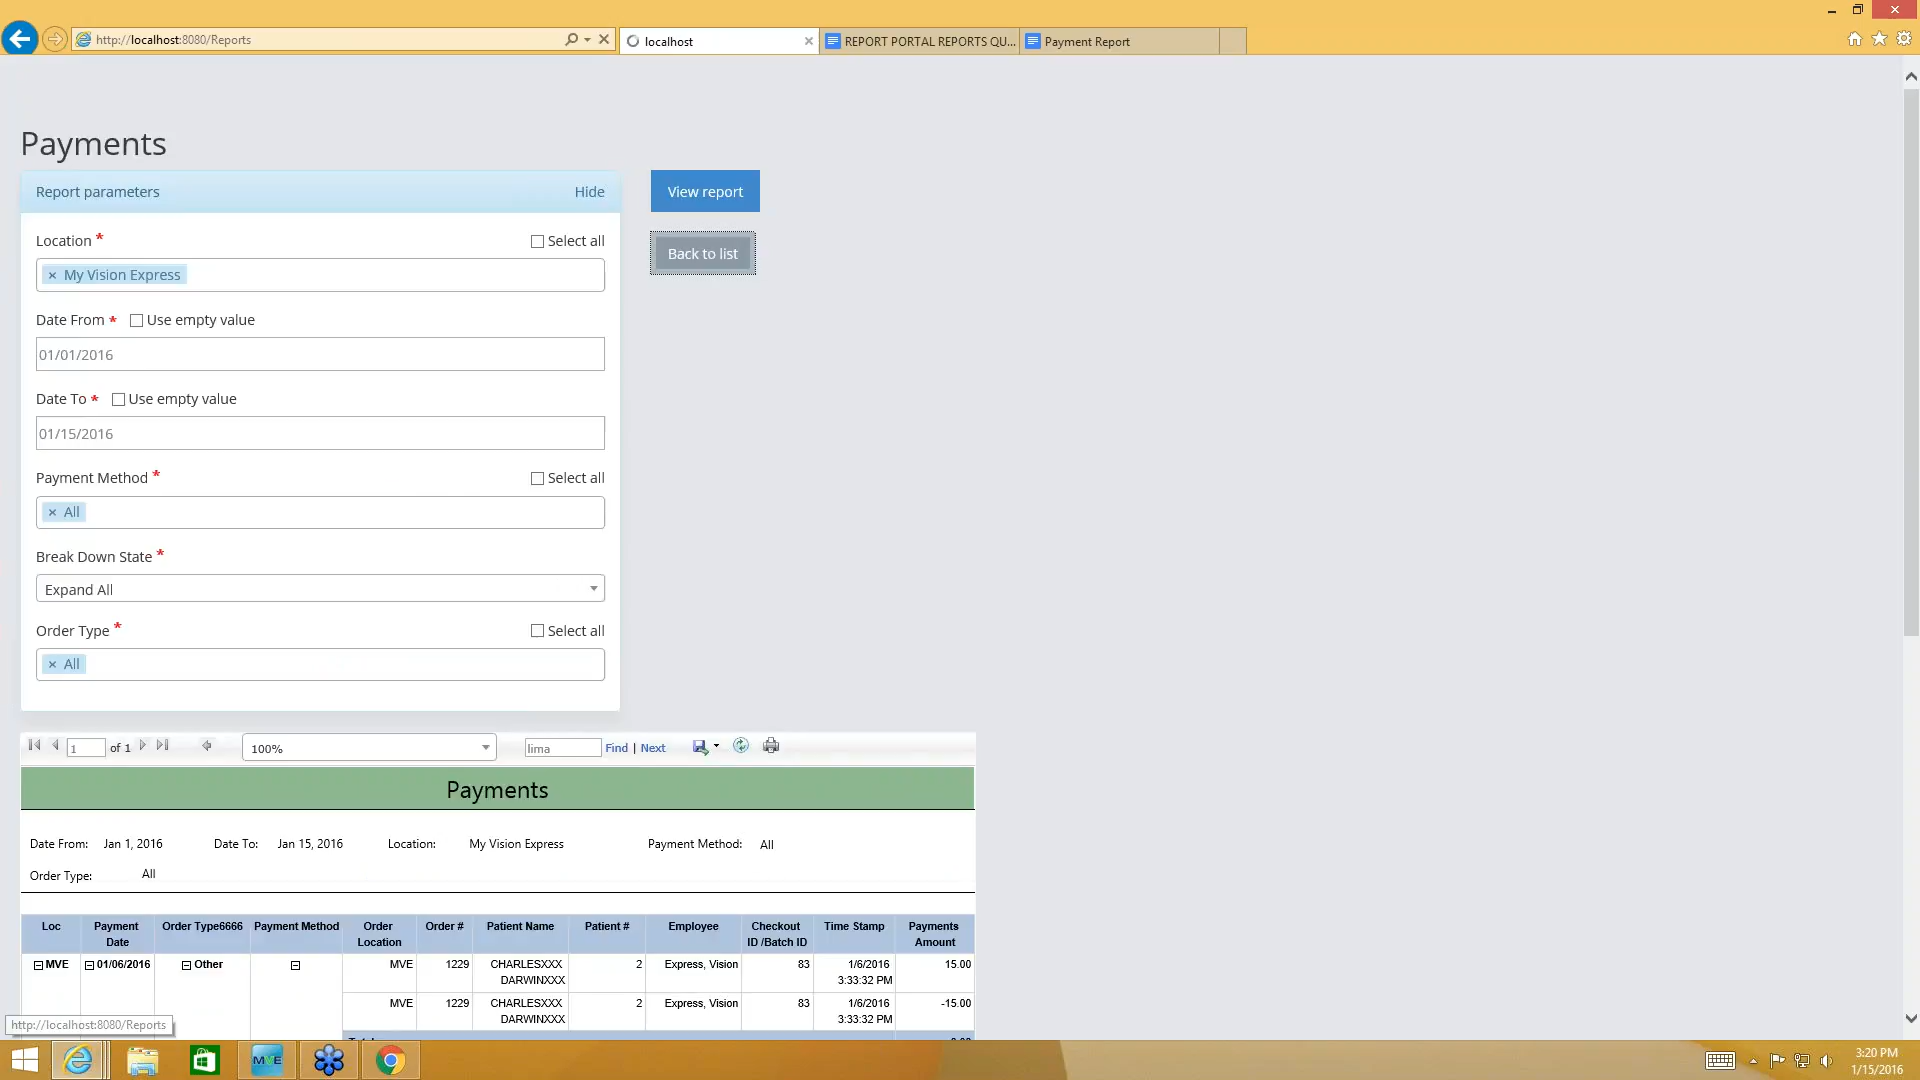 http://localhost:8080/Reports
localhost
REPORT PORTAL REPORTS QU...
Payment Report
Payments
Report parameters
Hide
View report
Location *
Select all
Back to list
× My Vision Express
Date From * Use empty value
01/01/2016
Date To * Use empty value
01/15/2016
Payment Method *
Select all
× All
Break Down State *
Expand All
Order Type *
Select all
× All
1 of 1
100%
lima
Find | Next
Payments
Date From: Jan 1, 2016 Date To: Jan 15, 2016 Location: My Vision Express Payment Method: All
Order Type: All
Loc Payment Date Order Type6666 Payment Method Order Location Order # Patient Name Patient # Employee Checkout ID /Batch ID Time Stamp Payments Amount
MVE 01/06/2016 Other MVE 1229 CHARLESXXX DARWINXXX 2 Express, Vision 83 1/6/2016 3:33:32 PM 15.00
MVE 1229 CHARLESXXX DARWINXXX 2 Express, Vision 83 1/6/2016 3:33:32 PM -15.00
http://localhost:8080/Reports
MVE
3:20 PM
1/15/2016